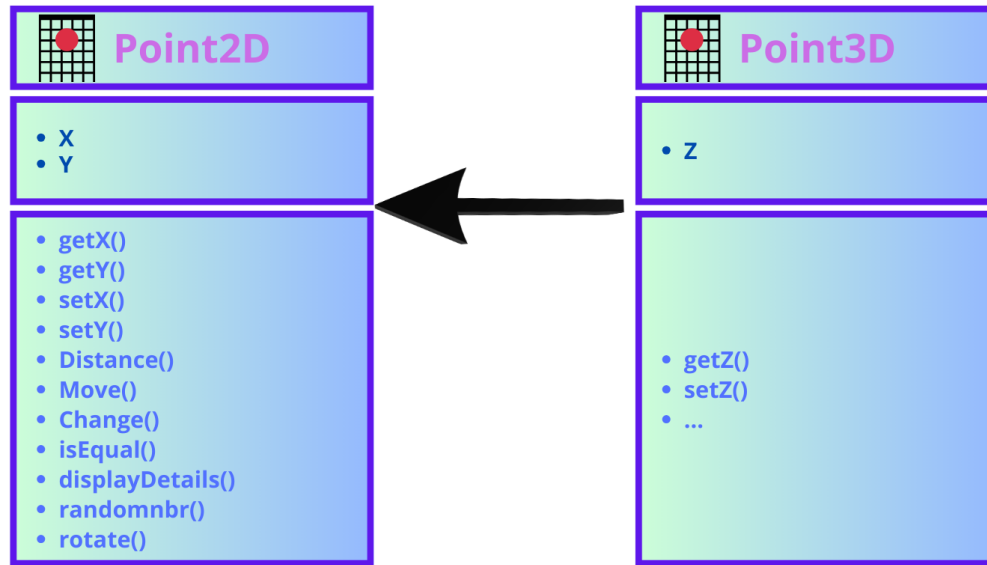 Point2D
X
Y
getX()
getY()
setX()
setY()
Distance()
Move()
Change()
isEqual()
displayDetails()
randomnbr()
rotate()
Point3D
Z
getZ()
setZ()
...